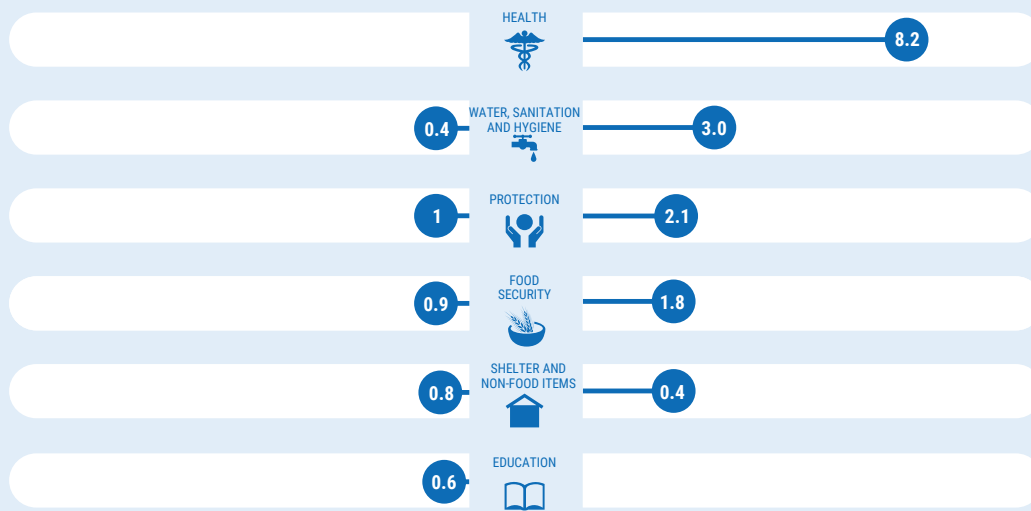 HEALTH
8.2
0.4
WATER, SANITATION
AND HYGIENE
3.0
1
PROTECTION
2.1
0.9
FOOD
SECURITY
1.8
0.8
SHELTER AND
NON-FOOD ITEMS
0.4
0.6
EDUCATION